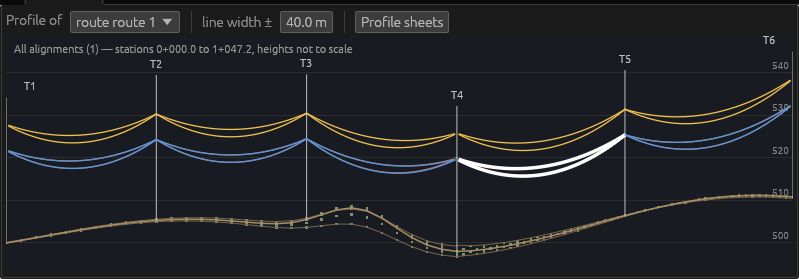 Profile of route route 1 line width ± 40.0 m Profile sheets
All alignments (1) — stations 0+000.0 to 1+047.2, heights not to scale
T1 T2 T3 T4 T5 T6
540
530
520
510
500